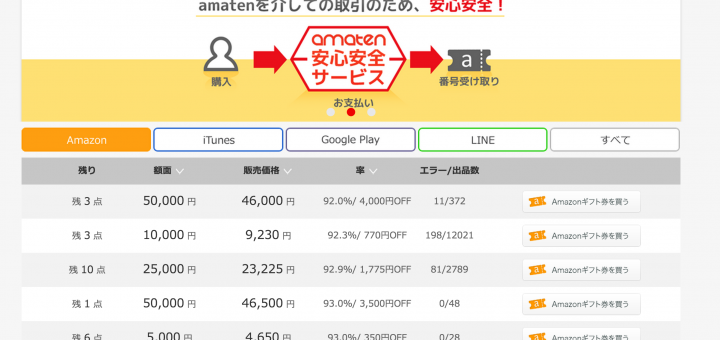 amatenを介しての取引のため、安心安全！
amaten
安心安全
サービス
購入
a
番号受け取り
お支払い
Amazon
iTunes
Google Play
LINE
すべて
残り 額面 販売価格 率 エラー/出品数
残 3 点 50,000 円 46,000 円 92.0%/ 4,000円OFF 11/372 Amazonギフト券を買う
残 3 点 10,000 円 9,230 円 92.3%/ 770円OFF 198/12021 Amazonギフト券を買う
残 10 点 25,000 円 23,225 円 92.9%/ 1,775円OFF 81/2789 Amazonギフト券を買う
残 1 点 50,000 円 46,500 円 93.0%/ 3,500円OFF 0/48 Amazonギフト券を買う
残 6 点 5,000 円 4,650 円 93.0%/ 350円OFF 0/28 Amazonギフト券を買う